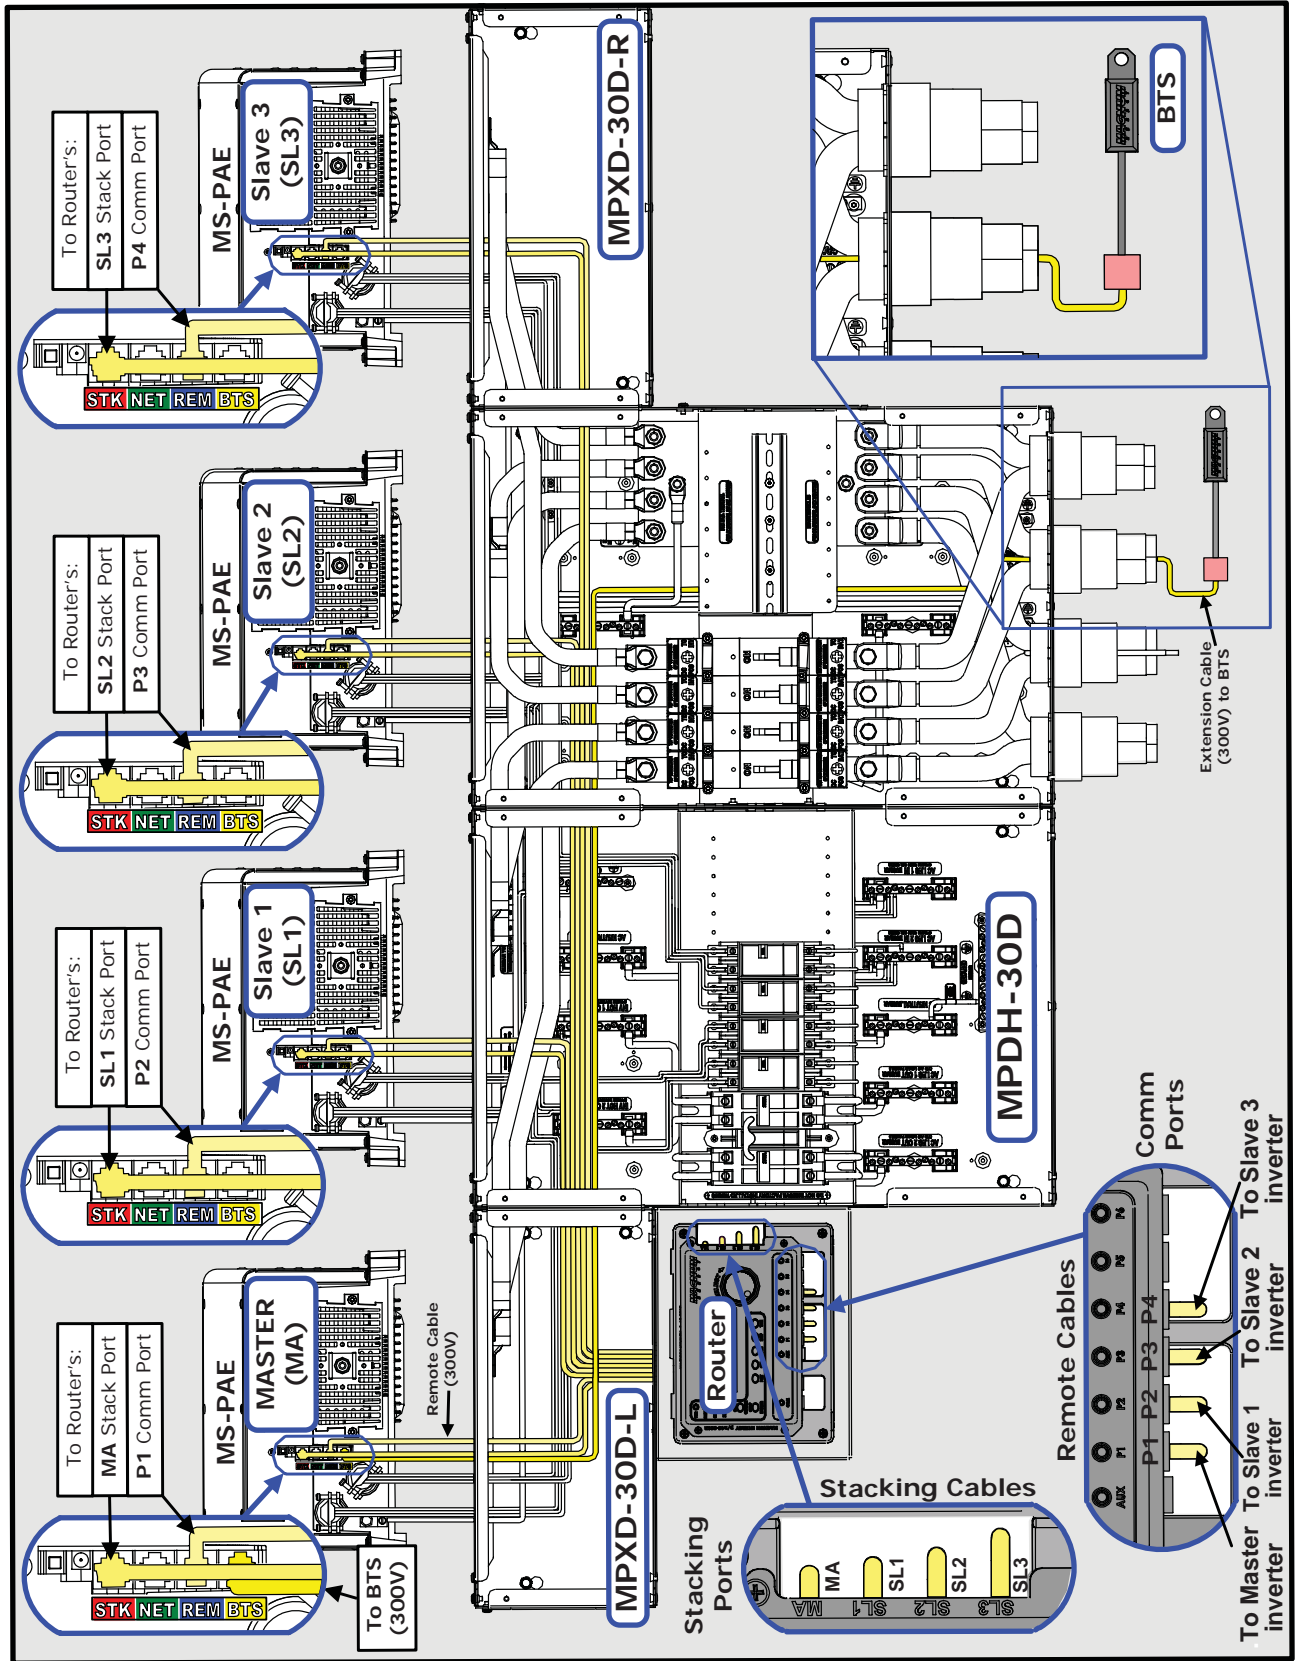 To Router's:
MA Stack Port
P1 Comm Port
MS-PAE
MASTER
(MA)
STK NET REM BTS
To BTS
(300V)
Remote Cable
(300V)
To Router's:
SL1 Stack Port
P2 Comm Port
MS-PAE
Slave 1
(SL1)
STK NET REM BTS
To Router's:
SL2 Stack Port
P3 Comm Port
MS-PAE
Slave 2
(SL2)
STK NET REM BTS
To Router's:
SL3 Stack Port
P4 Comm Port
MS-PAE
Slave 3
(SL3)
STK NET REM BTS
MPXD-30D-L
MPXD-30D-R
MPDH-30D
Router
BTS
Extension Cable
(300V) to BTS
Stacking
Ports
Stacking Cables
MA
SL1
SL2
SL3
MA
SL1
SL2
SL3
Remote Cables
Comm
Ports
AUX P1 P2 P3 P4 P5 P6
P1 P2 P3 P4
To Master
inverter
To Slave 1
inverter
To Slave 2
inverter
To Slave 3
inverter